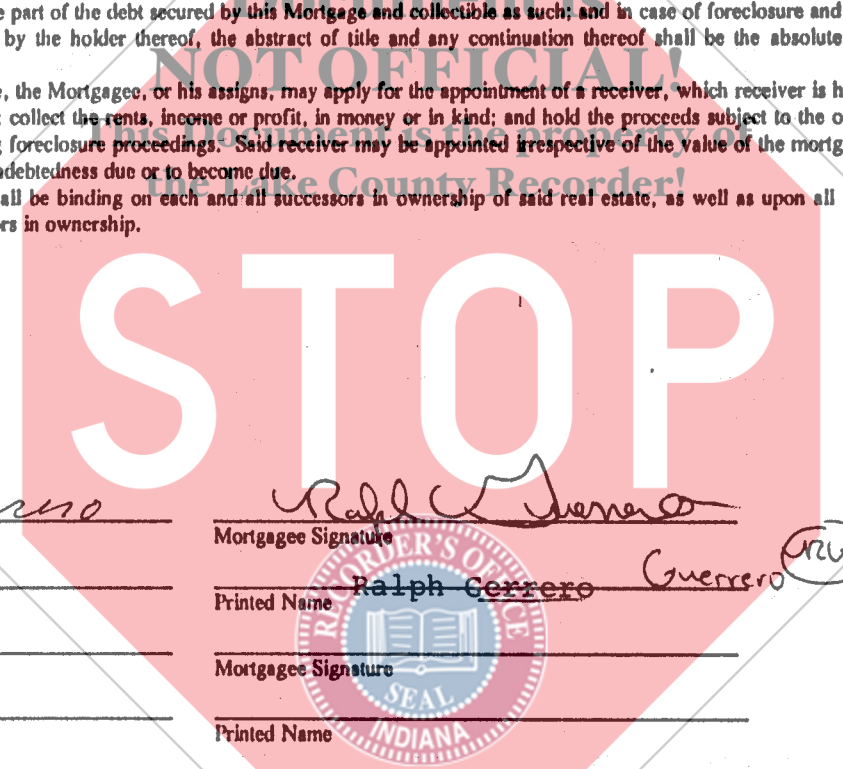 Document is
e part of the debt secured by this Mortgage and collectible as such; and in case of foreclosure and
by the holder thereof, the abstract of title and any continuation thereof shall be the absolute
NOT OFFICIAL!
, the Mortgagee, or his assigns, may apply for the appointment of a receiver, which receiver is h
; collect the rents, income or profit, in money or in kind; and hold the proceeds subject to the o
This Document is the property of
foreclosure proceedings. Said receiver may be appointed irrespective of the value of the mortg
ndebtedness due or to become due.
the Lake County Recorder!
all be binding on each and all successors in ownership of said real estate, as well as upon all
rs in ownership.
STOP
Ralph Guerrero
Mortgagee Signature
Ralph Gerrero Guerrero
Printed Name
Mortgagee Signature
Printed Name
RECORDER'S OFFICE
SEAL
INDIANA